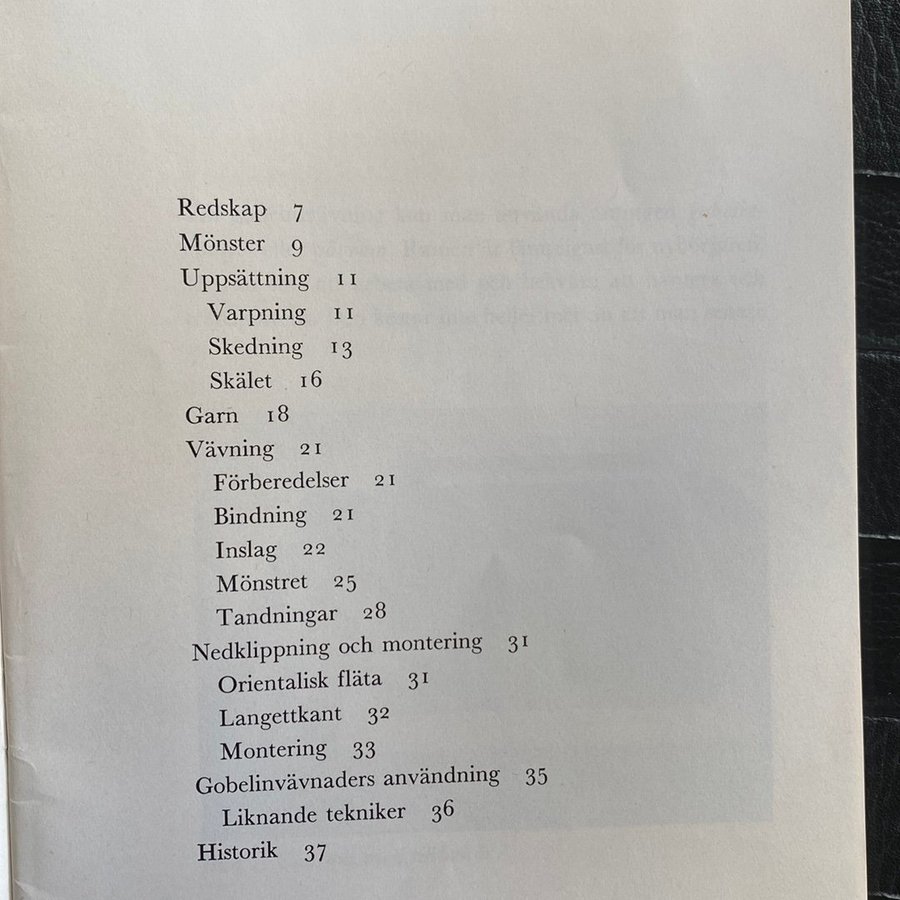 Redskap 7
Mönster 9
Uppsättning 11
Varpning 11
Skedning 13
Skälet 16
Garn 18
Vävning 21
Förberedelser 21
Bindning 21
Inslag 22
Mönstret 25
Tandningar 28
Nedklippning och montering 31
Orientalisk fläta 31
Langettkant 32
Montering 33
Gobelinvävnaders användning 35
Liknande tekniker 36
Historik 37